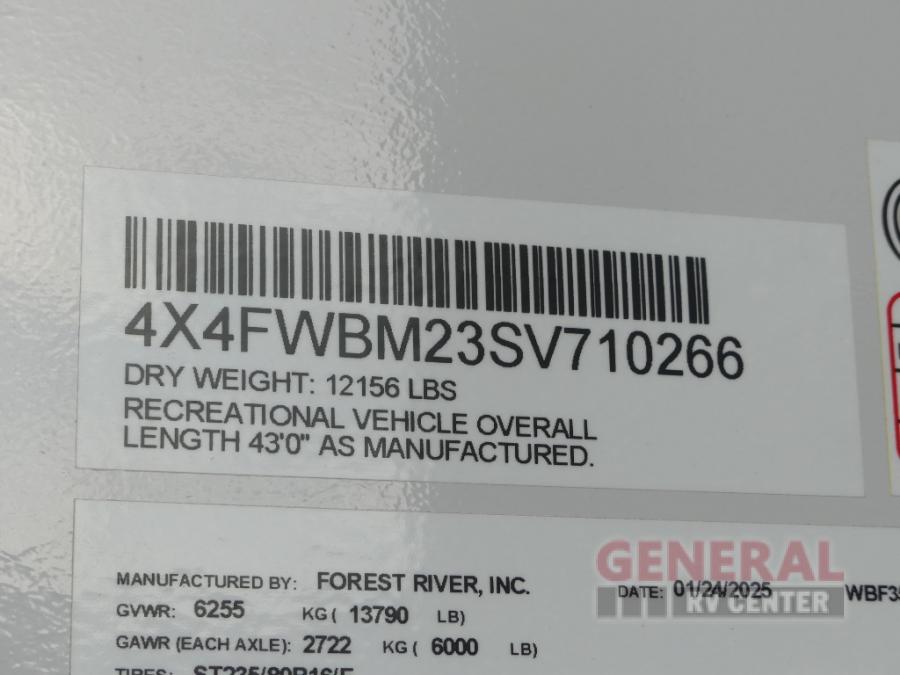 4X4FWBM23SV710266
DRY WEIGHT: 12156 LBS
RECREATIONAL VEHICLE OVERALL
LENGTH 43'0" AS MANUFACTURED.
MANUFACTURED BY: FOREST RIVER, INC. DATE: 01/24/2025
GVWR: 6255 KG ( 13790 LB)
GAWR (EACH AXLE): 2722 KG ( 6000 LB)
GENERAL
RV CENTER